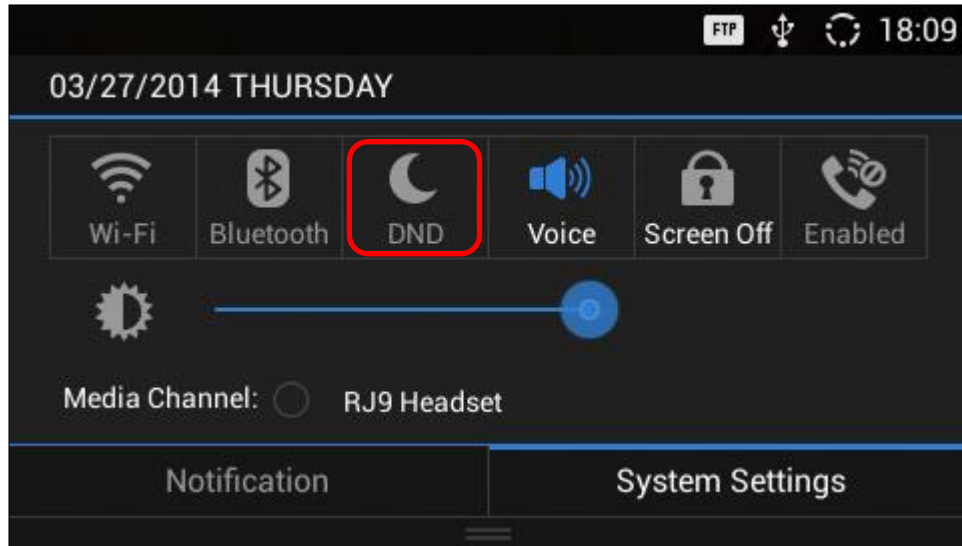 FTP 18:09
03/27/2014 THURSDAY
Wi-Fi Bluetooth DND Voice Screen Off Enabled
Media Channel: RJ9 Headset
Notification System Settings